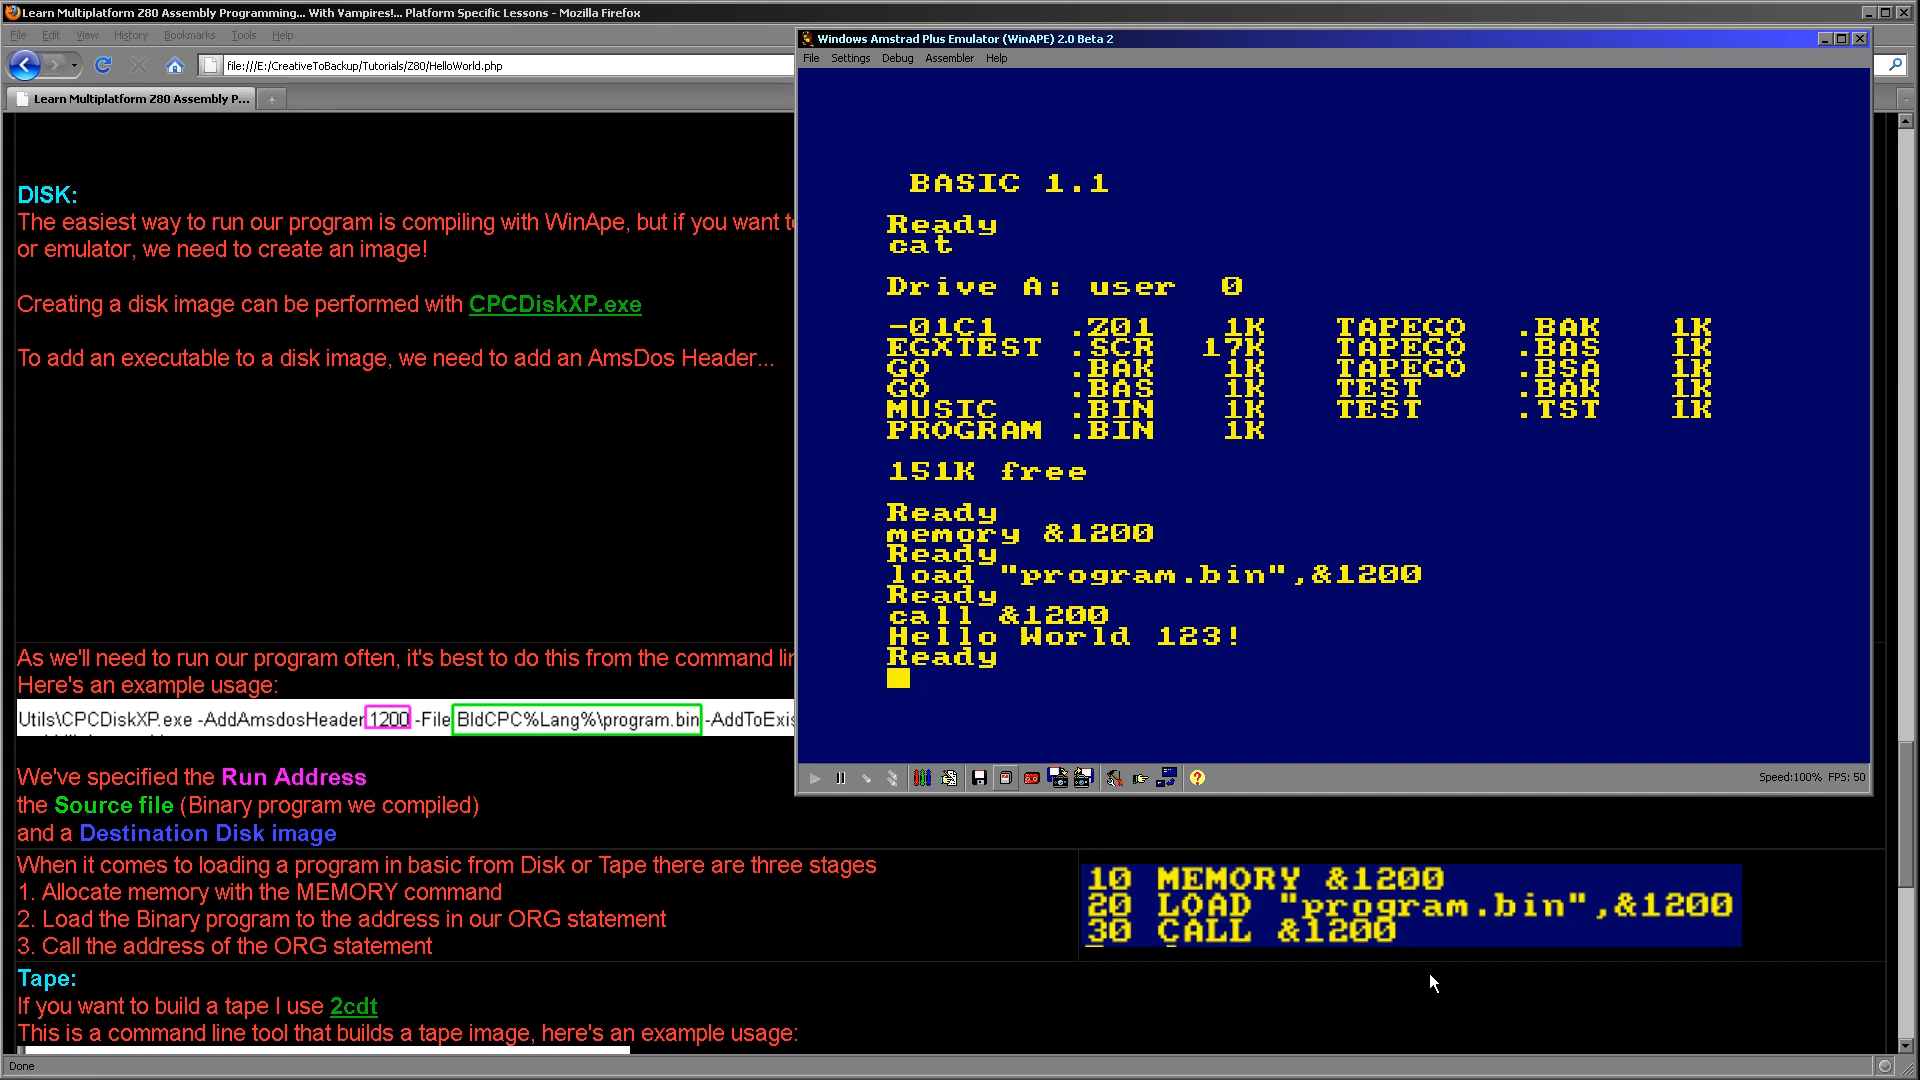 Learn Multiplatform Z80 Assembly Programming... With Vampires!... Platform Specific Lessons - Mozilla Firefox
File Edit View History Bookmarks Tools Help
file:///E:/CreativeToBackup/Tutorials/Z80/HelloWorld.php
Learn Multiplatform Z80 Assembly P...
DISK:
The easiest way to run our program is compiling with WinApe, but if you want t
or emulator, we need to create an image!
Creating a disk image can be performed with CPCDiskXP.exe
To add an executable to a disk image, we need to add an AmsDos Header...
As we'll need to run our program often, it's best to do this from the command lin
Here's an example usage:
Utils\CPCDiskXP.exe -AddAmsdosHeader 1200 -File BldCPC%Lang%\program.bin -AddToExis
We've specified the Run Address
the Source file (Binary program we compiled)
and a Destination Disk image
When it comes to loading a program in basic from Disk or Tape there are three stages
1. Allocate memory with the MEMORY command
2. Load the Binary program to the address in our ORG statement
3. Call the address of the ORG statement
10 MEMORY &1200
20 LOAD "program.bin",&1200
30 CALL &1200
Tape:
If you want to build a tape I use 2cdt
This is a command line tool that builds a tape image, here's an example usage:
Done
Windows Amstrad Plus Emulator (WinAPE) 2.0 Beta 2
File Settings Debug Assembler Help
BASIC 1.1
Ready
cat
Drive A: user 0
-01C1 .Z01 1K TAPEGO .BAK 1K
EGXTEST .SCR 17K TAPEGO .BAS 1K
GO .BAK 1K TAPEGO .BSA 1K
GO .BAS 1K TEST .BAK 1K
MUSIC .BIN 1K TEST .TST 1K
PROGRAM .BIN 1K
151K free
Ready
memory &1200
Ready
load "program.bin",&1200
Ready
call &1200
Hello World 123!
Ready
Speed:100% FPS: 50